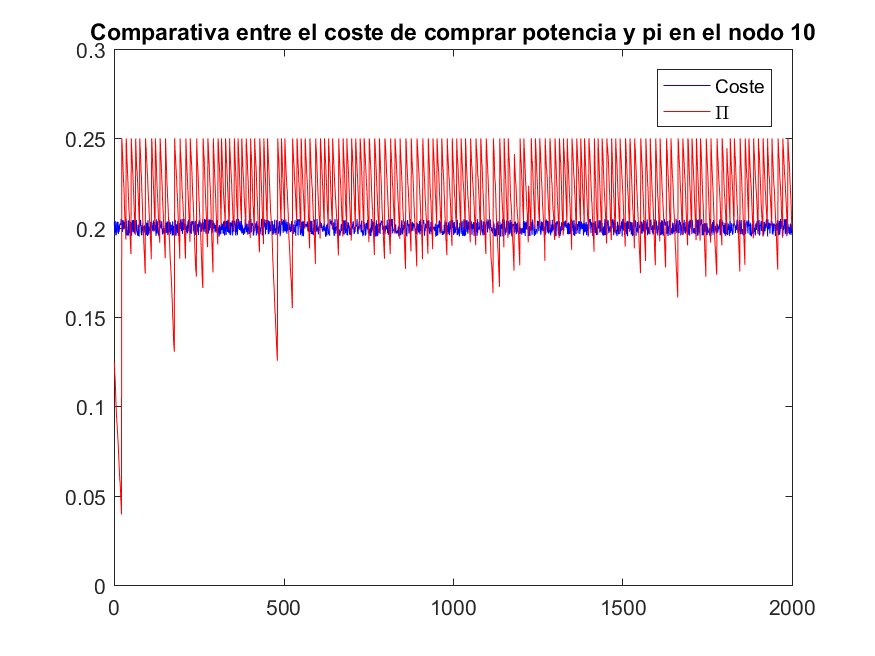 Comparativa entre el coste de comprar potencia y pi en el nodo 10
0.3
0.25
0.2
0.15
0.1
0.05
0
0 500 1000 1500 2000
Coste
Π